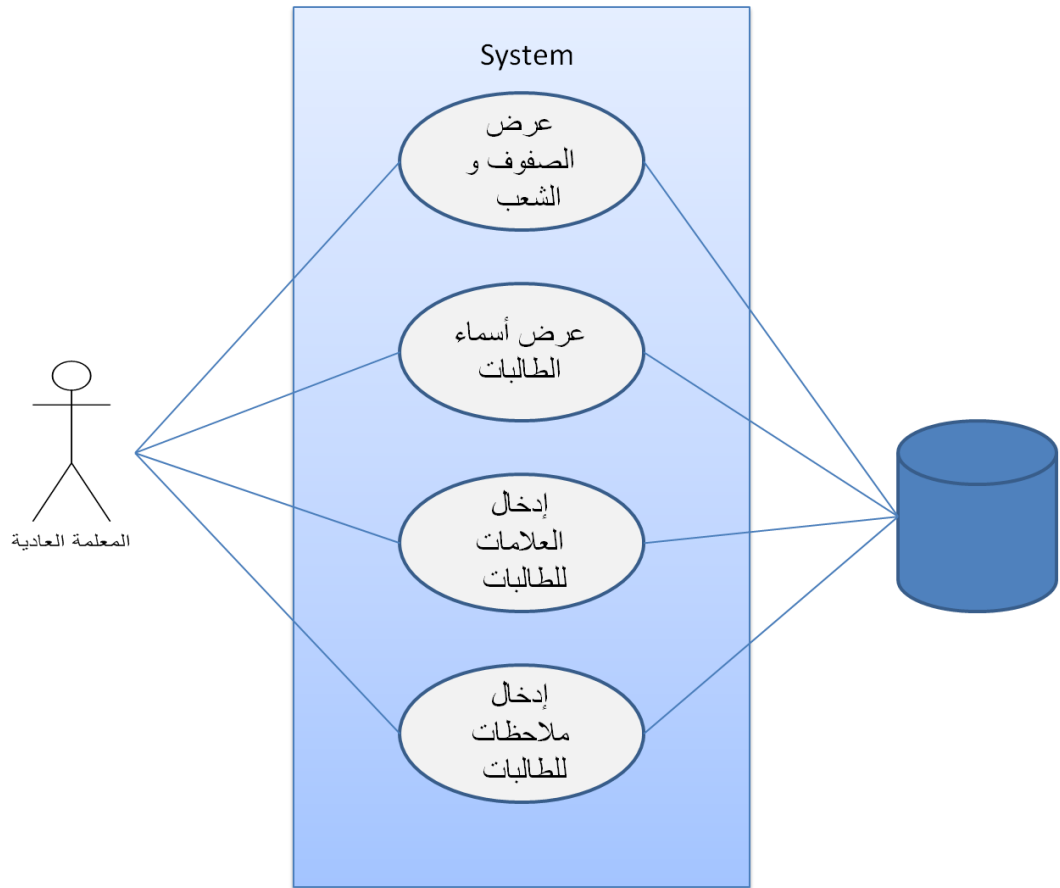 System
عرض
الصفوف و
الشعب
عرض أسماء
الطالبات
إدخال
العلامات
للطالبات
إدخال
ملاحظات
للطالبات
المعلمة العادية